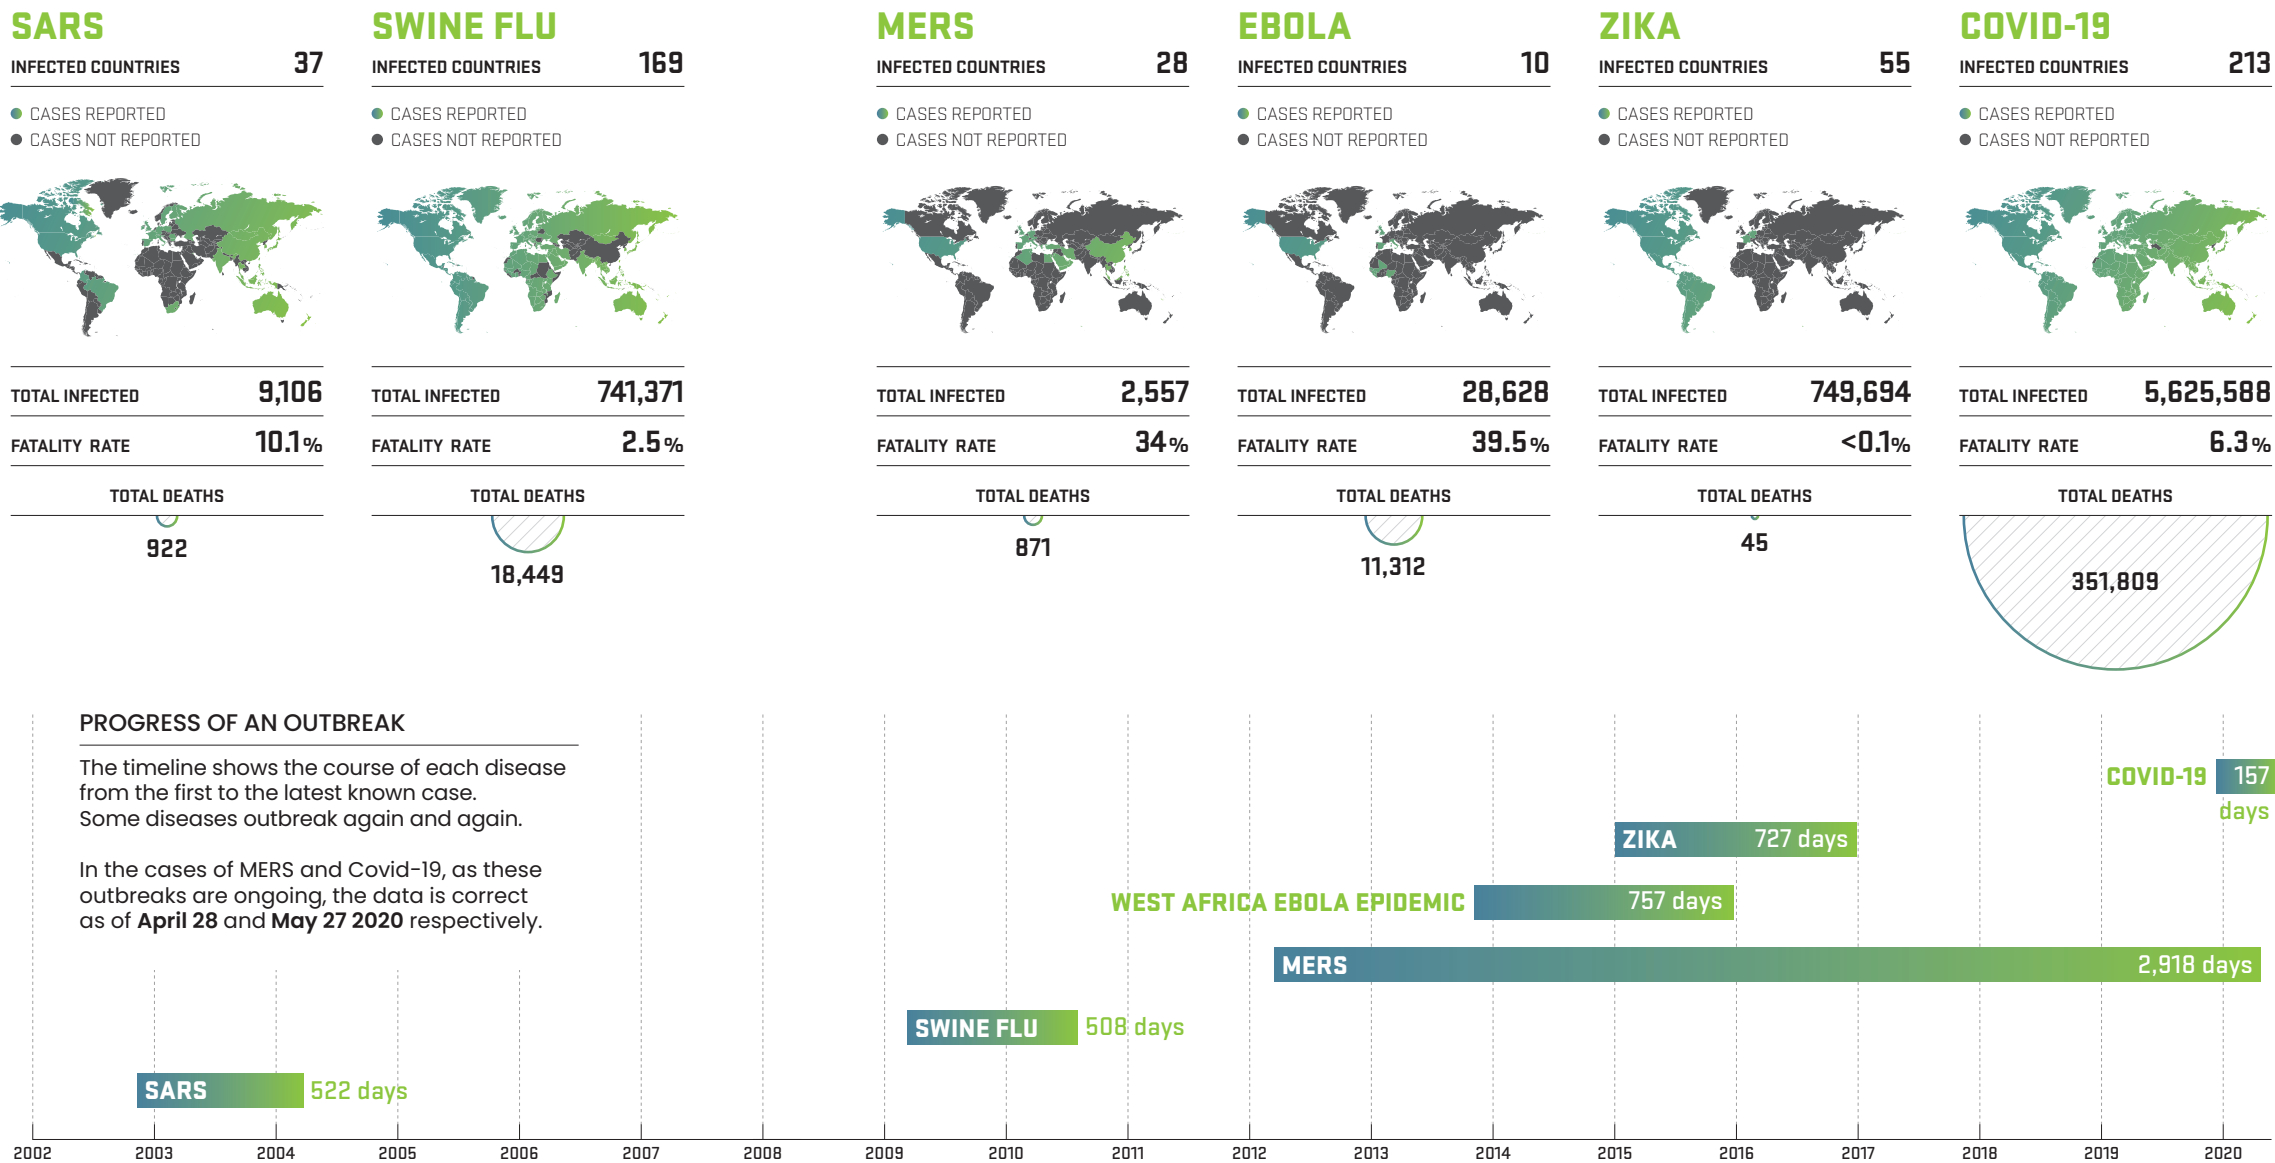 SARS
INFECTED COUNTRIES 37
CASES REPORTED
CASES NOT REPORTED
TOTAL INFECTED 9,106
FATALITY RATE 10.1%
TOTAL DEATHS
922
SWINE FLU
INFECTED COUNTRIES 169
CASES REPORTED
CASES NOT REPORTED
TOTAL INFECTED 741,371
FATALITY RATE 2.5%
TOTAL DEATHS
18,449
MERS
INFECTED COUNTRIES 28
CASES REPORTED
CASES NOT REPORTED
TOTAL INFECTED 2,557
FATALITY RATE 34%
TOTAL DEATHS
871
EBOLA
INFECTED COUNTRIES 10
CASES REPORTED
CASES NOT REPORTED
TOTAL INFECTED 28,628
FATALITY RATE 39.5%
TOTAL DEATHS
11,312
ZIKA
INFECTED COUNTRIES 55
CASES REPORTED
CASES NOT REPORTED
TOTAL INFECTED 749,694
FATALITY RATE <0.1%
TOTAL DEATHS
45
COVID-19
INFECTED COUNTRIES 213
CASES REPORTED
CASES NOT REPORTED
TOTAL INFECTED 5,625,588
FATALITY RATE 6.3%
TOTAL DEATHS
351,809
PROGRESS OF AN OUTBREAK
The timeline shows the course of each disease
from the first to the latest known case.
Some diseases outbreak again and again.
In the cases of MERS and Covid-19, as these
outbreaks are ongoing, the data is correct
as of April 28 and May 27 2020 respectively.
COVID-19 157
days
ZIKA 727 days
WEST AFRICA EBOLA EPIDEMIC 757 days
MERS 2,918 days
SWINE FLU 508 days
SARS 522 days
2002 2003 2004 2005 2006 2007 2008 2009 2010 2011 2012 2013 2014 2015 2016 2017 2018 2019 2020